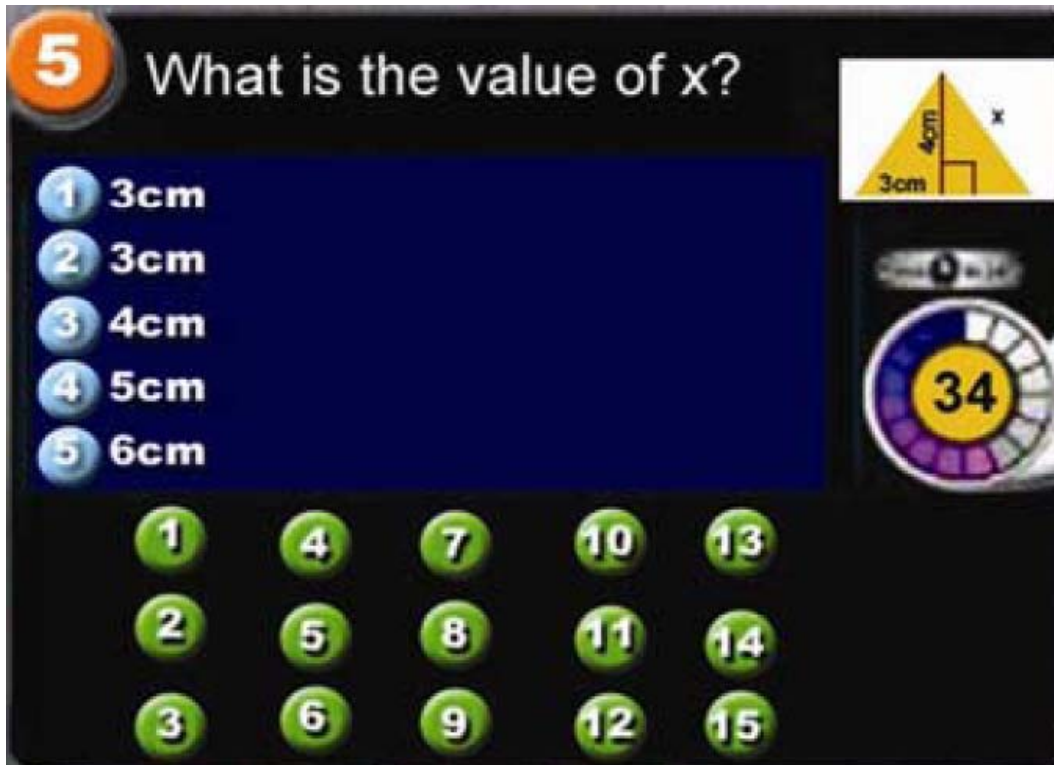 5 What is the value of x?
4cm
x
3cm
1 3cm
2 3cm
3 4cm
4 5cm
5 6cm
34
1 4 7 10 13
2 5 8 11 14
3 6 9 12 15